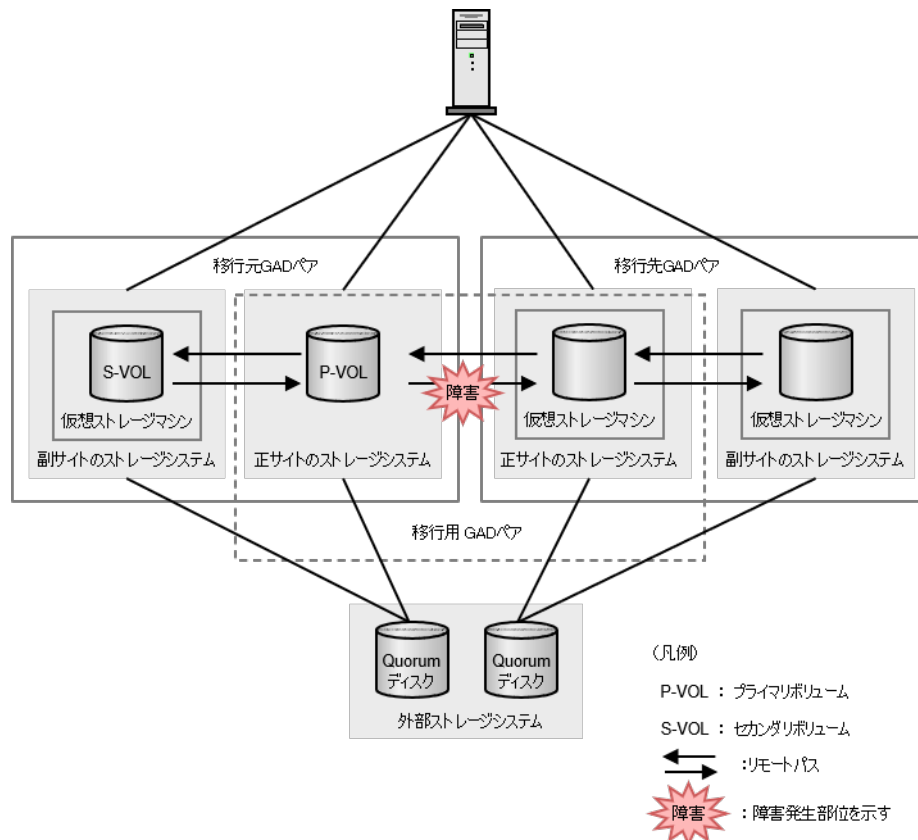 移行元GADペア
移行先GADペア
S-VOL
P-VOL
障害
仮想ストレージマシン
仮想ストレージマシン
仮想ストレージマシン
副サイトのストレージシステム
正サイトのストレージシステム
正サイトのストレージシステム
副サイトのストレージシステム
移行用 GADペア
Quorum
ディスク
Quorum
ディスク
外部ストレージシステム
(凡例)
P-VOL : プライマリボリューム
S-VOL : セカンダリボリューム
:リモートパス
障害 : 障害発生部位を示す